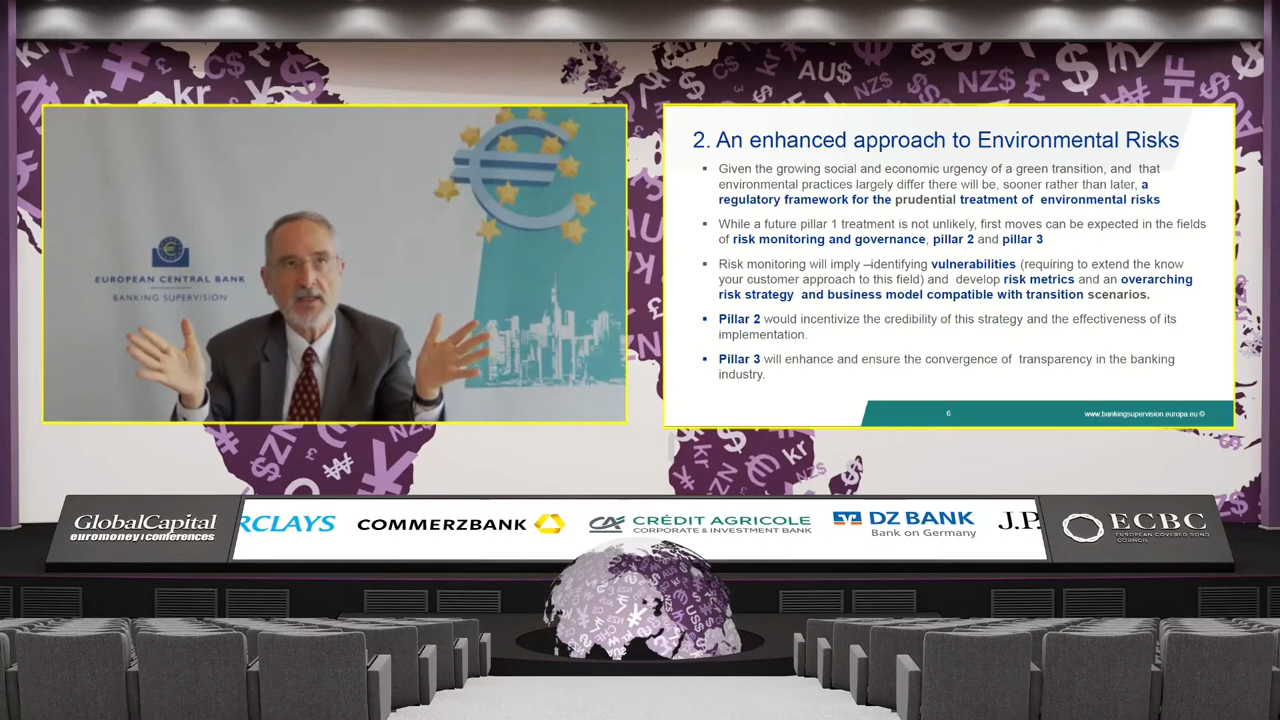 EUROPEAN CENTRAL BANK
BANKING SUPERVISION
2. An enhanced approach to Environmental Risks
Given the growing social and economic urgency of a green transition, and that
environmental practices largely differ there will be, sooner rather than later, a
regulatory framework for the prudential treatment of environmental risks
While a future pillar 1 treatment is not unlikely, first moves can be expected in the fields
of risk monitoring and governance, pillar 2 and pillar 3
Risk monitoring will imply –identifying vulnerabilities (requiring to extend the know
your customer approach to this field) and develop risk metrics and an overarching
risk strategy and business model compatible with transition scenarios.
Pillar 2 would incentivize the credibility of this strategy and the effectiveness of its
implementation.
Pillar 3 will enhance and ensure the convergence of transparency in the banking
industry.
6
www.bankingsupervision.europa.eu ©
GlobalCapital
euromoney conferences
RCLAYS
COMMERZBANK
CRÉDIT AGRICOLE
CORPORATE & INVESTMENT BANK
DZ BANK
Bank on Germany
J.P.
ECBC
EUROPEAN COVERED BOND
COUNCIL
kr
C$
AU$
NZ$
£
$